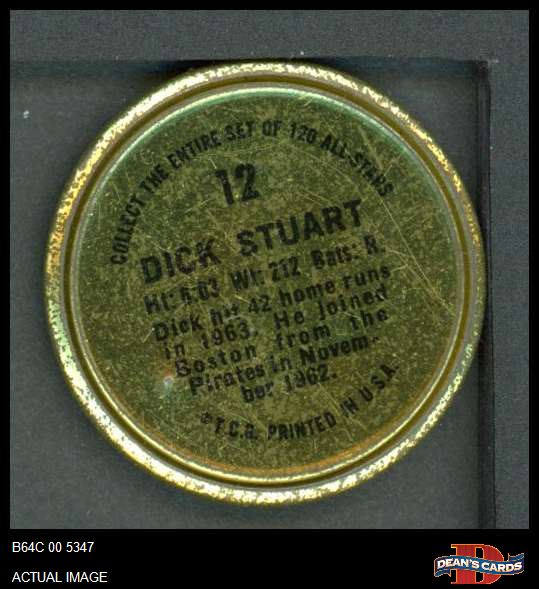 COLLECT THE ENTIRE SET OF 120 ALL-STARS
12
DICK STUART
Ht: 6:03 Wt: 212 Bats: R.
Dick hit 42 home runs
in 1963. He joined
Boston from the
Pirates in Novem-
ber 1962.
©T.C.G. PRINTED IN U.S.A.
B64C 00 5347
ACTUAL IMAGE
D
DEAN'S CARDS